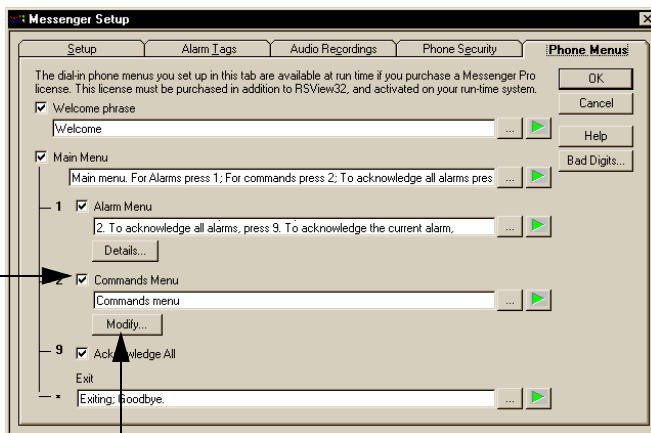 Messenger Setup
Setup
Alarm Tags
Audio Recordings
Phone Security
Phone Menus
The dial-in phone menus you set up in this tab are available at run time if you purchase a Messenger Pro
license. This license must be purchased in addition to RSView32, and activated on your run-time system.
OK
Cancel
Help
Bad Digits...
Welcome phrase
Welcome
...
Main Menu
Main menu. For Alarms press 1; For commands press 2; To acknowledge all alarms pres
...
1 Alarm Menu
2. To acknowledge all alarms, press 9. To acknowledge the current alarm,
...
Details...
2 Commands Menu
Commands menu
...
Modify...
9 Acknowledge All
Exit
* Exiting; Goodbye.
...